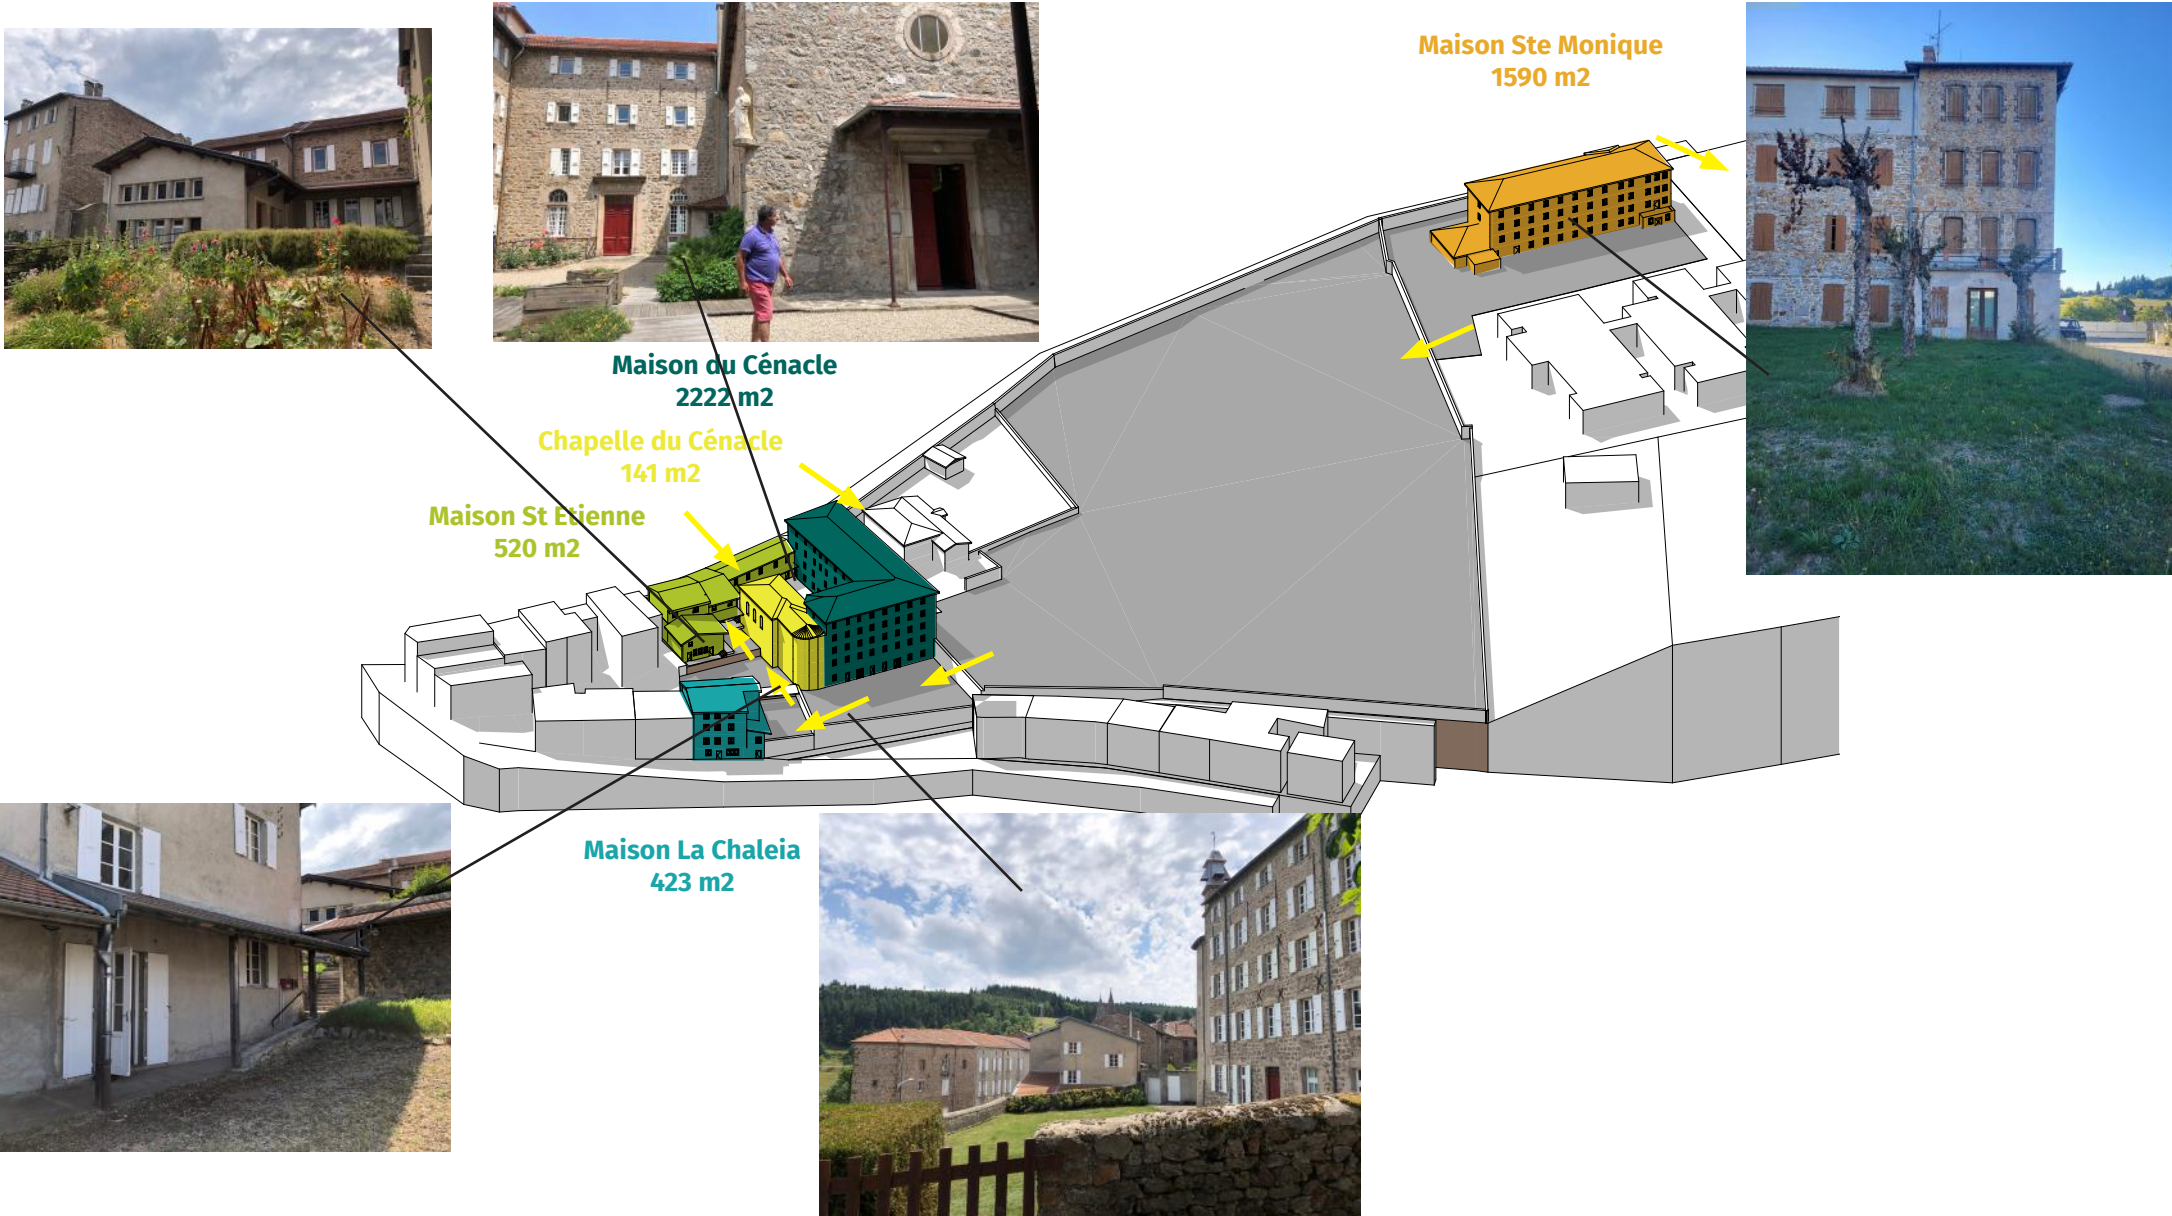 Maison Ste Monique
1590 m2
Maison du Cénacle
2222 m2
Chapelle du Cénacle
141 m2
Maison St Etienne
520 m2
Maison La Chaleia
423 m2